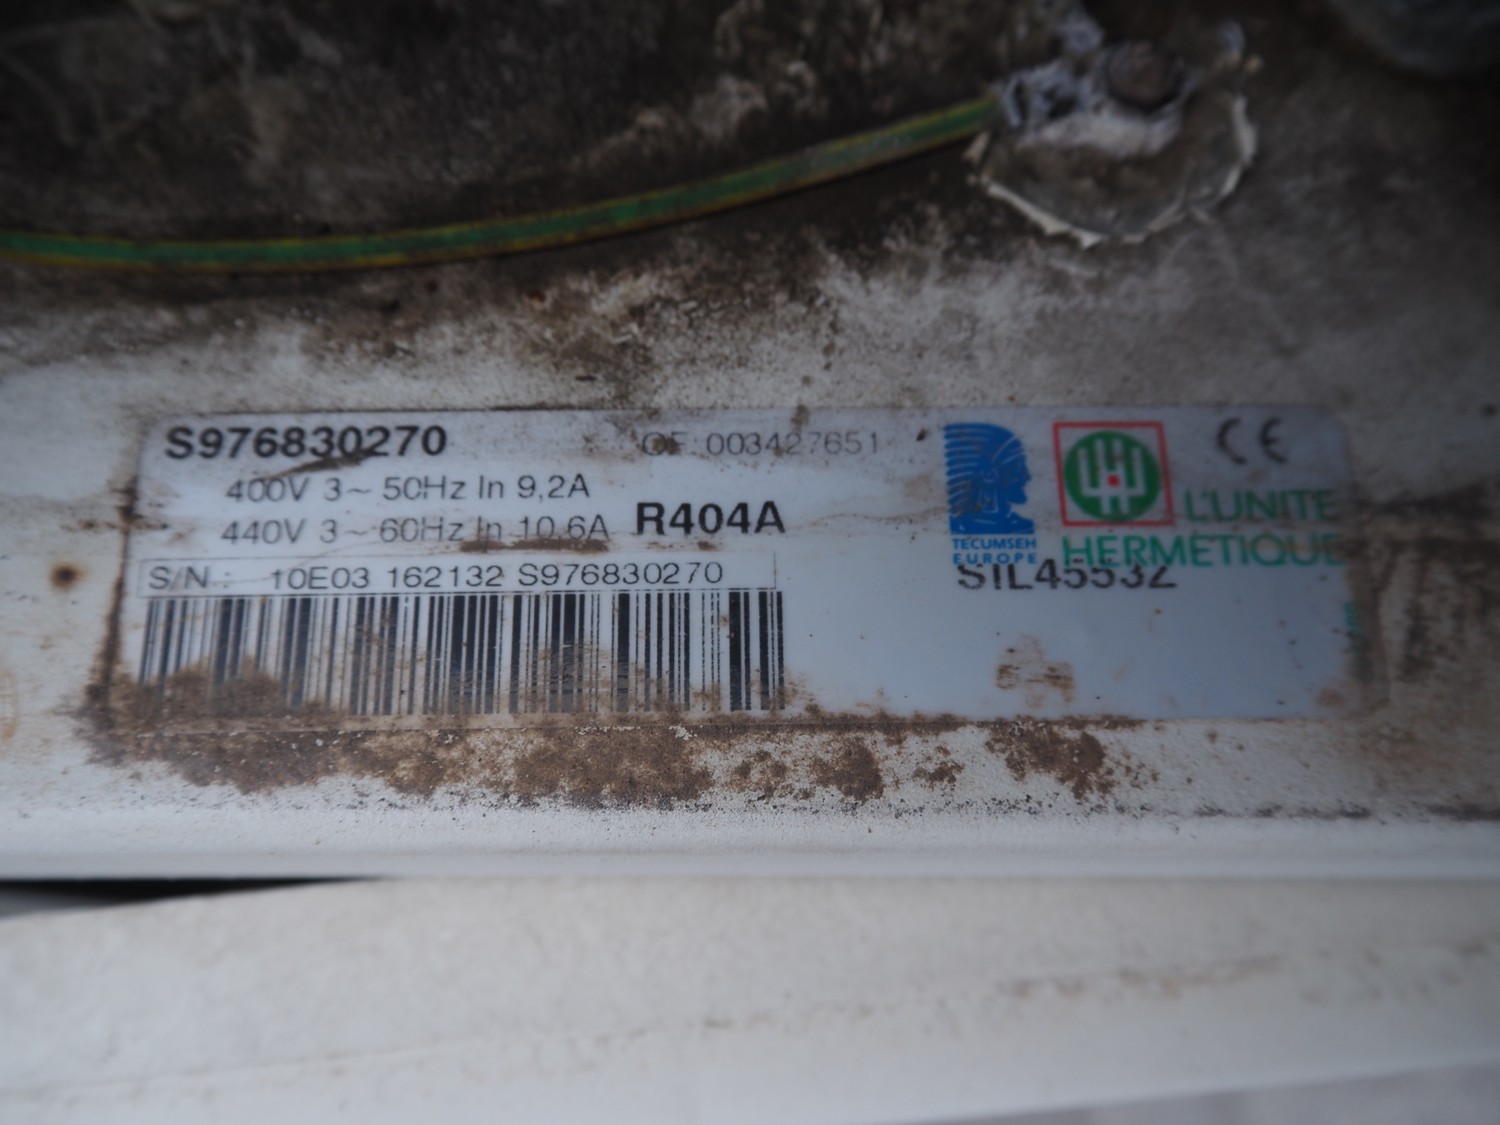 S976830270
OF 003427651
400V 3~ 50Hz In 9,2A
440V 3~ 60Hz In 10,6A
R404A
S/N.: 10E03 162132 S976830270
TECUMSEH
EUROPE
CE
L'UNITE
HERMETIQUE
SIL4553Z